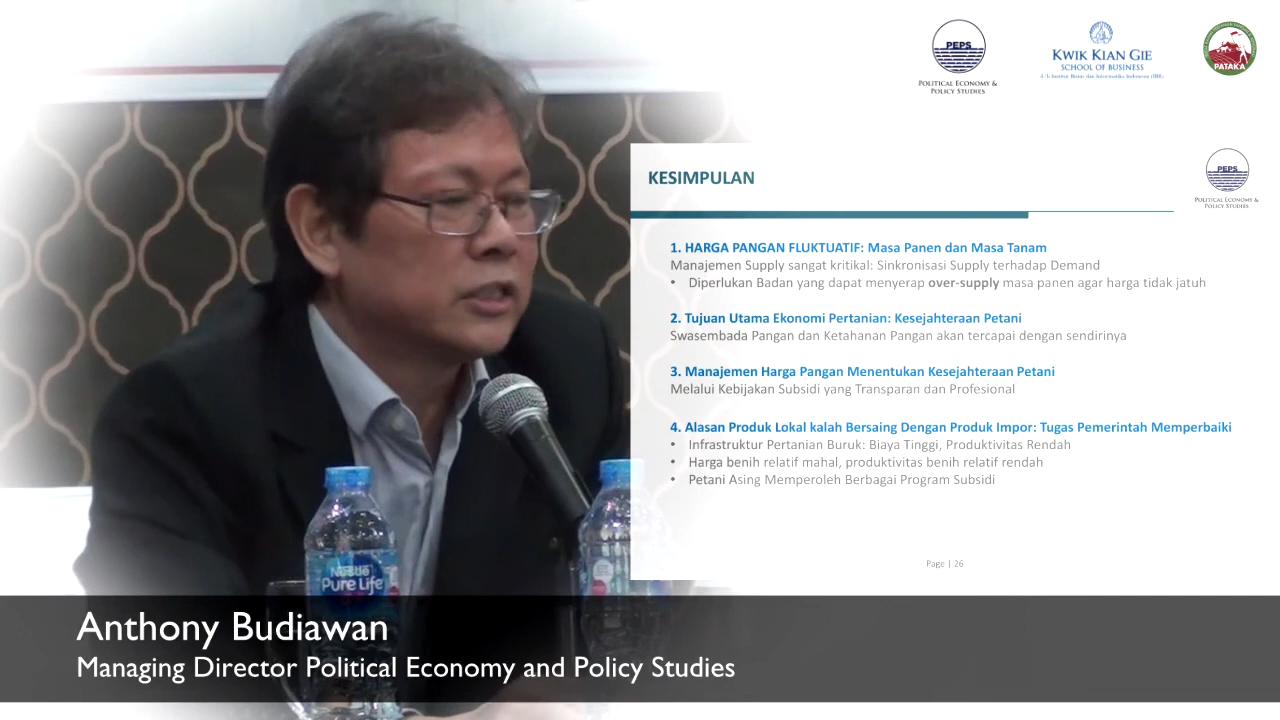 PEPS
POLITICAL ECONOMY &
POLICY STUDIES
KWIK KIAN GIE
SCHOOL OF BUSINESS
PATAKA
KESIMPULAN
PEPS
POLITICAL ECONOMY &
POLICY STUDIES
1. HARGA PANGAN FLUKTUATIF: Masa Panen dan Masa Tanam
Manajemen Supply sangat kritikal: Sinkronisasi Supply terhadap Demand
• Diperlukan Badan yang dapat menyerap over-supply masa panen agar harga tidak jatuh
2. Tujuan Utama Ekonomi Pertanian: Kesejahteraan Petani
Swasembada Pangan dan Ketahanan Pangan akan tercapai dengan sendirinya
3. Manajemen Harga Pangan Menentukan Kesejahteraan Petani
Melalui Kebijakan Subsidi yang Transparan dan Profesional
4. Alasan Produk Lokal kalah Bersaing Dengan Produk Impor: Tugas Pemerintah Memperbaiki
• Infrastruktur Pertanian Buruk: Biaya Tinggi, Produktivitas Rendah
• Harga benih relatif mahal, produktivitas benih relatif rendah
• Petani Asing Memperoleh Berbagai Program Subsidi
Page | 26
Nestlé
Pure Life
Anthony Budiawan
Managing Director Political Economy and Policy Studies